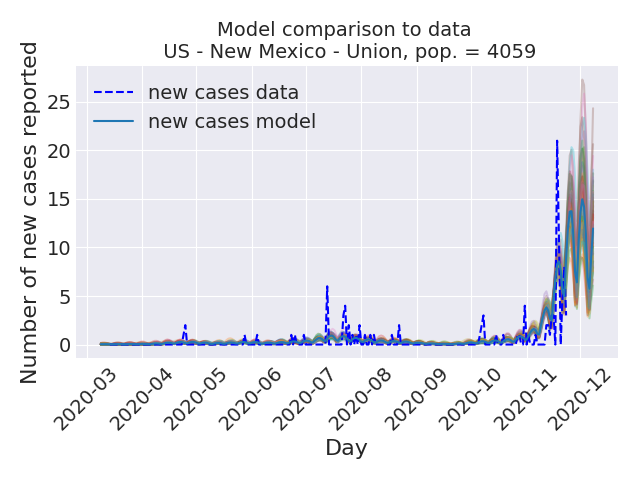 Model comparison to data
US - New Mexico - Union, pop. = 4059
Number of new cases reported
25
20
15
10
5
0
new cases data
new cases model
2020-03
2020-04
2020-05
2020-06
2020-07
2020-08
2020-09
2020-10
2020-11
2020-12
Day